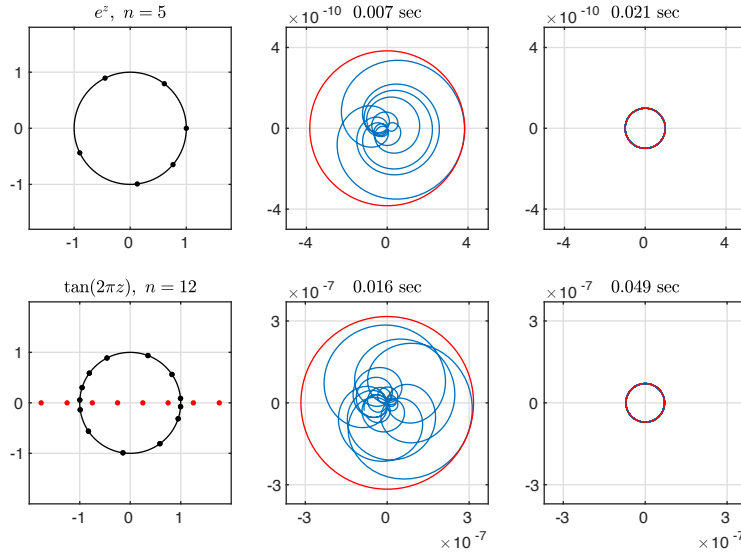 e^z, n = 5
1
0
-1
-1 0 1
× 10^-10 0.007 sec
4
0
-4
-4 0 4
× 10^-10 0.021 sec
4
0
-4
-4 0 4
tan(2πz), n = 12
1
0
-1
-1 0 1
× 10^-7 0.016 sec
3
0
-3
-3 0 3
× 10^-7
× 10^-7 0.049 sec
3
0
-3
-3 0 3
× 10^-7